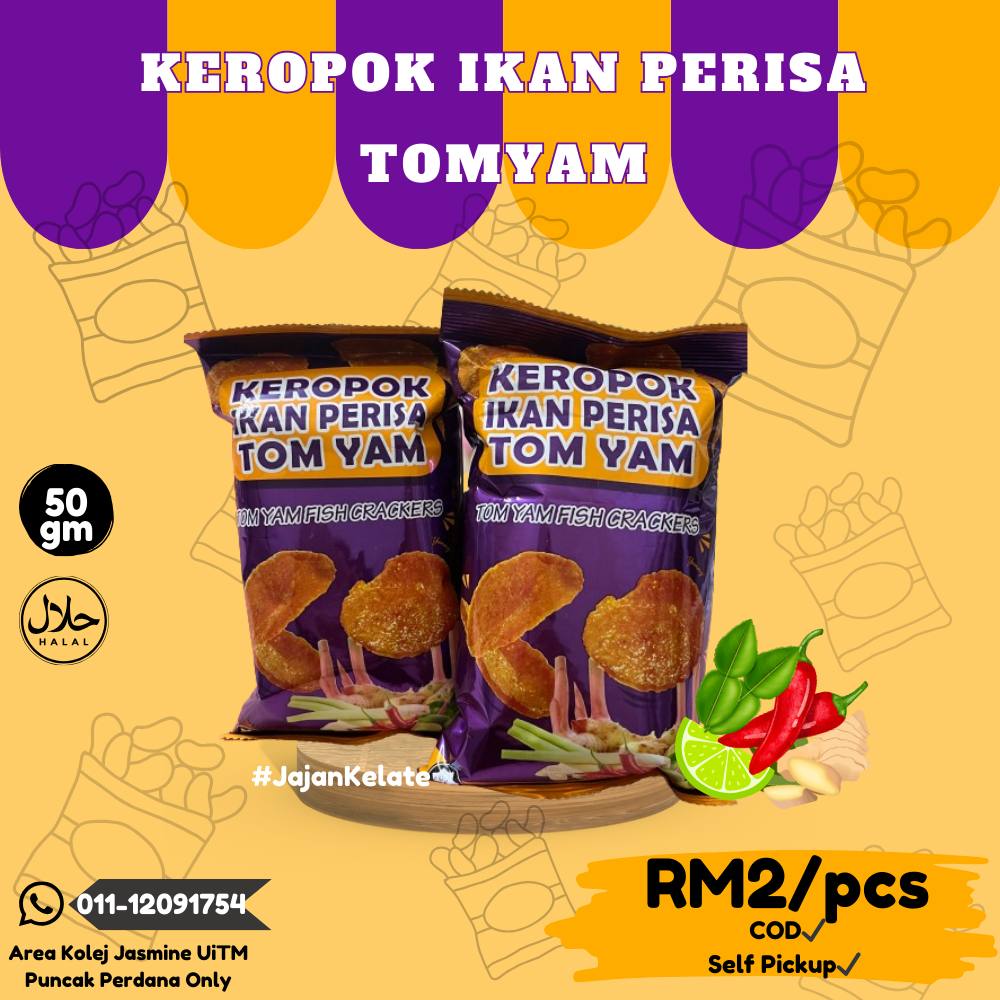 KEROPOK IKAN PERISA
TOMYAM
KEROPOK
IKAN PERISA
TOM YAM
TOM YAM FISH CRACKERS
KEROPOK
IKAN PERISA
TOM YAM
TOM YAM FISH CRACKERS
50
gm
حلال
HALAL
#JajanKelate
011-12091754
Area Kolej Jasmine UiTM
Puncak Perdana Only
RM2/pcs
COD✓
Self Pickup✓